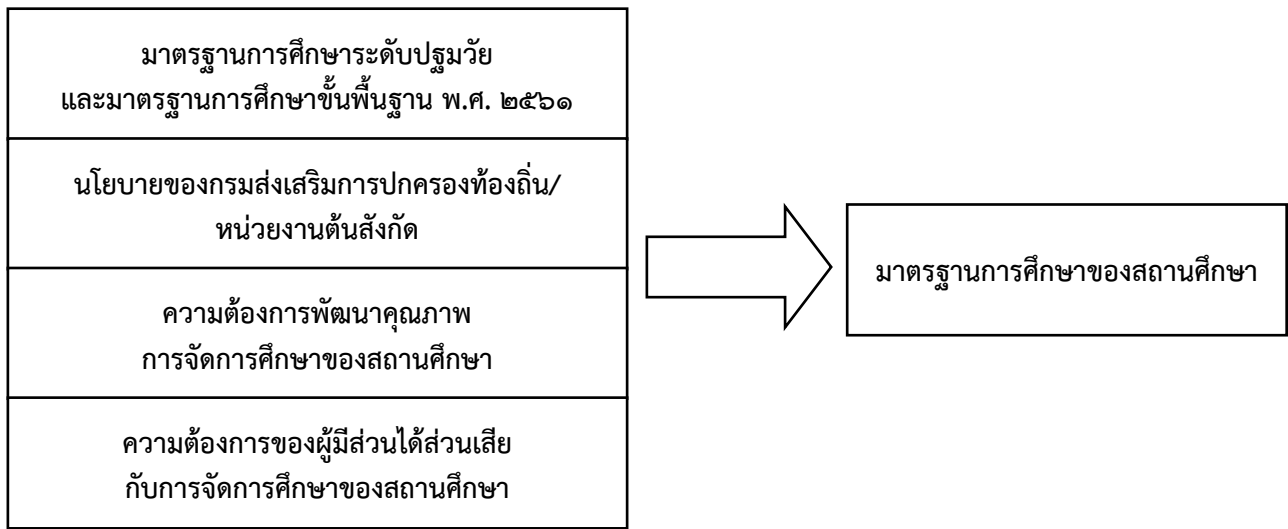 มาตรฐานการศึกษาระดับปฐมวัย
และมาตรฐานการศึกษาขั้นพื้นฐาน พ.ศ. ๒๕๖๑
นโยบายของกรมส่งเสริมการปกครองท้องถิ่น/
หน่วยงานต้นสังกัด
ความต้องการพัฒนาคุณภาพ
การจัดการศึกษาของสถานศึกษา
ความต้องการของผู้มีส่วนได้ส่วนเสีย
กับการจัดการศึกษาของสถานศึกษา
มาตรฐานการศึกษาของสถานศึกษา